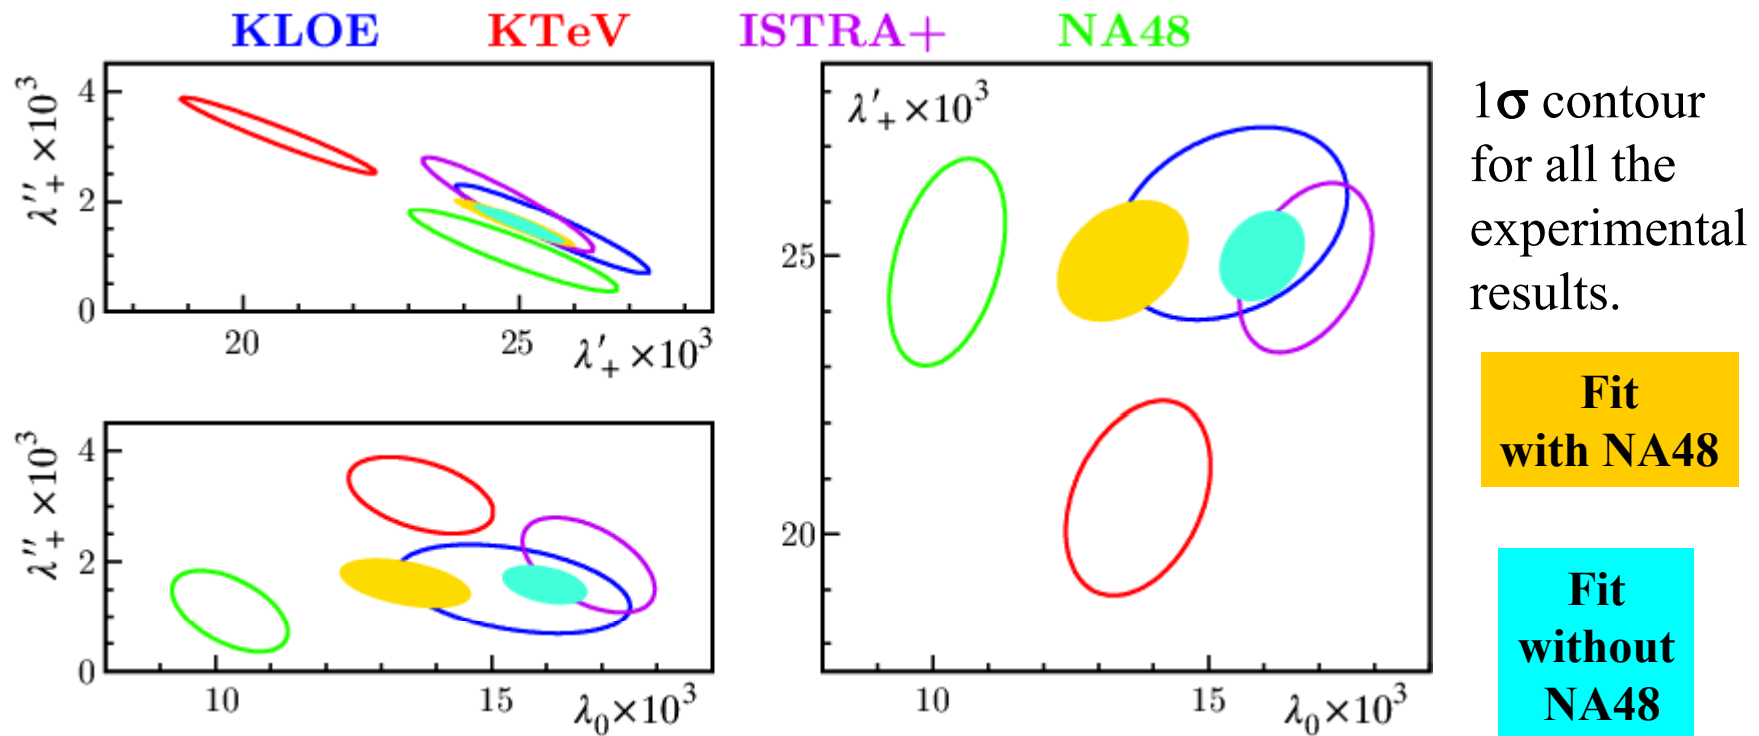 KLOE KTeV ISTRA+ NA48
λ″₊ ×10³
4
2
0
20 25 λ′₊ ×10³
λ″₊ ×10³
4
2
0
10 15 λ₀×10³
λ′₊ ×10³
25
20
10 15 λ₀×10³
1σ contour
for all the
experimental
results.
Fit
with NA48
Fit
without
NA48